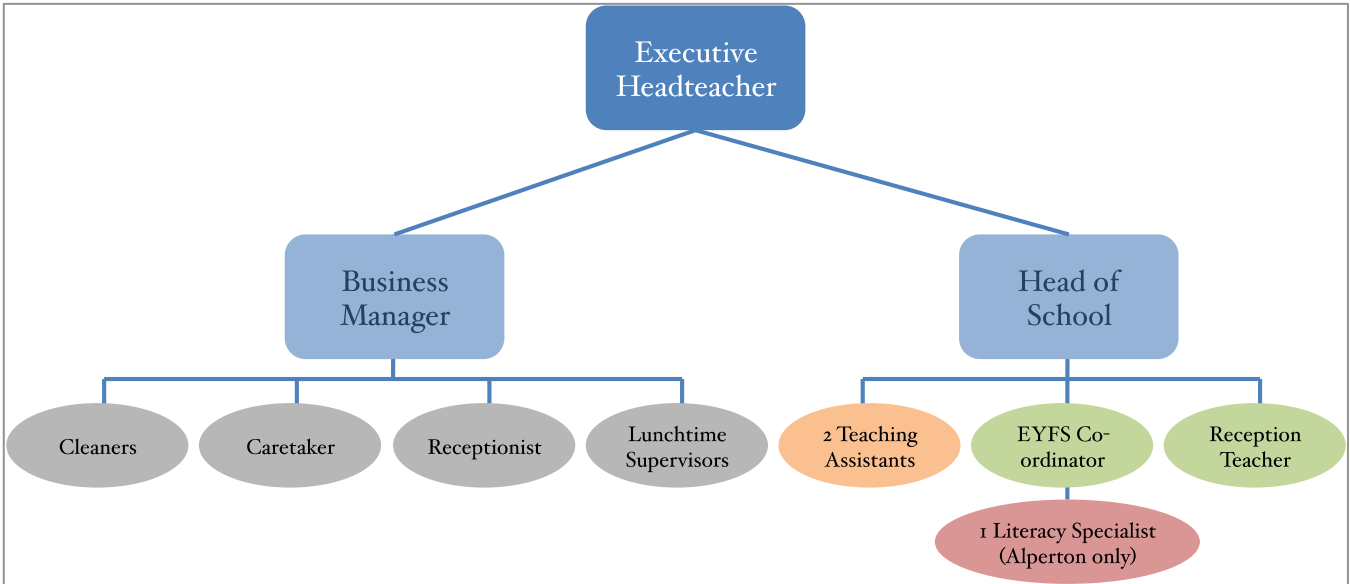 Executive
Headteacher
Business
Manager
Head of
School
Cleaners
Caretaker
Receptionist
Lunchtime
Supervisors
2 Teaching
Assistants
EYFS Co-
ordinator
Reception
Teacher
1 Literacy Specialist
(Alperton only)